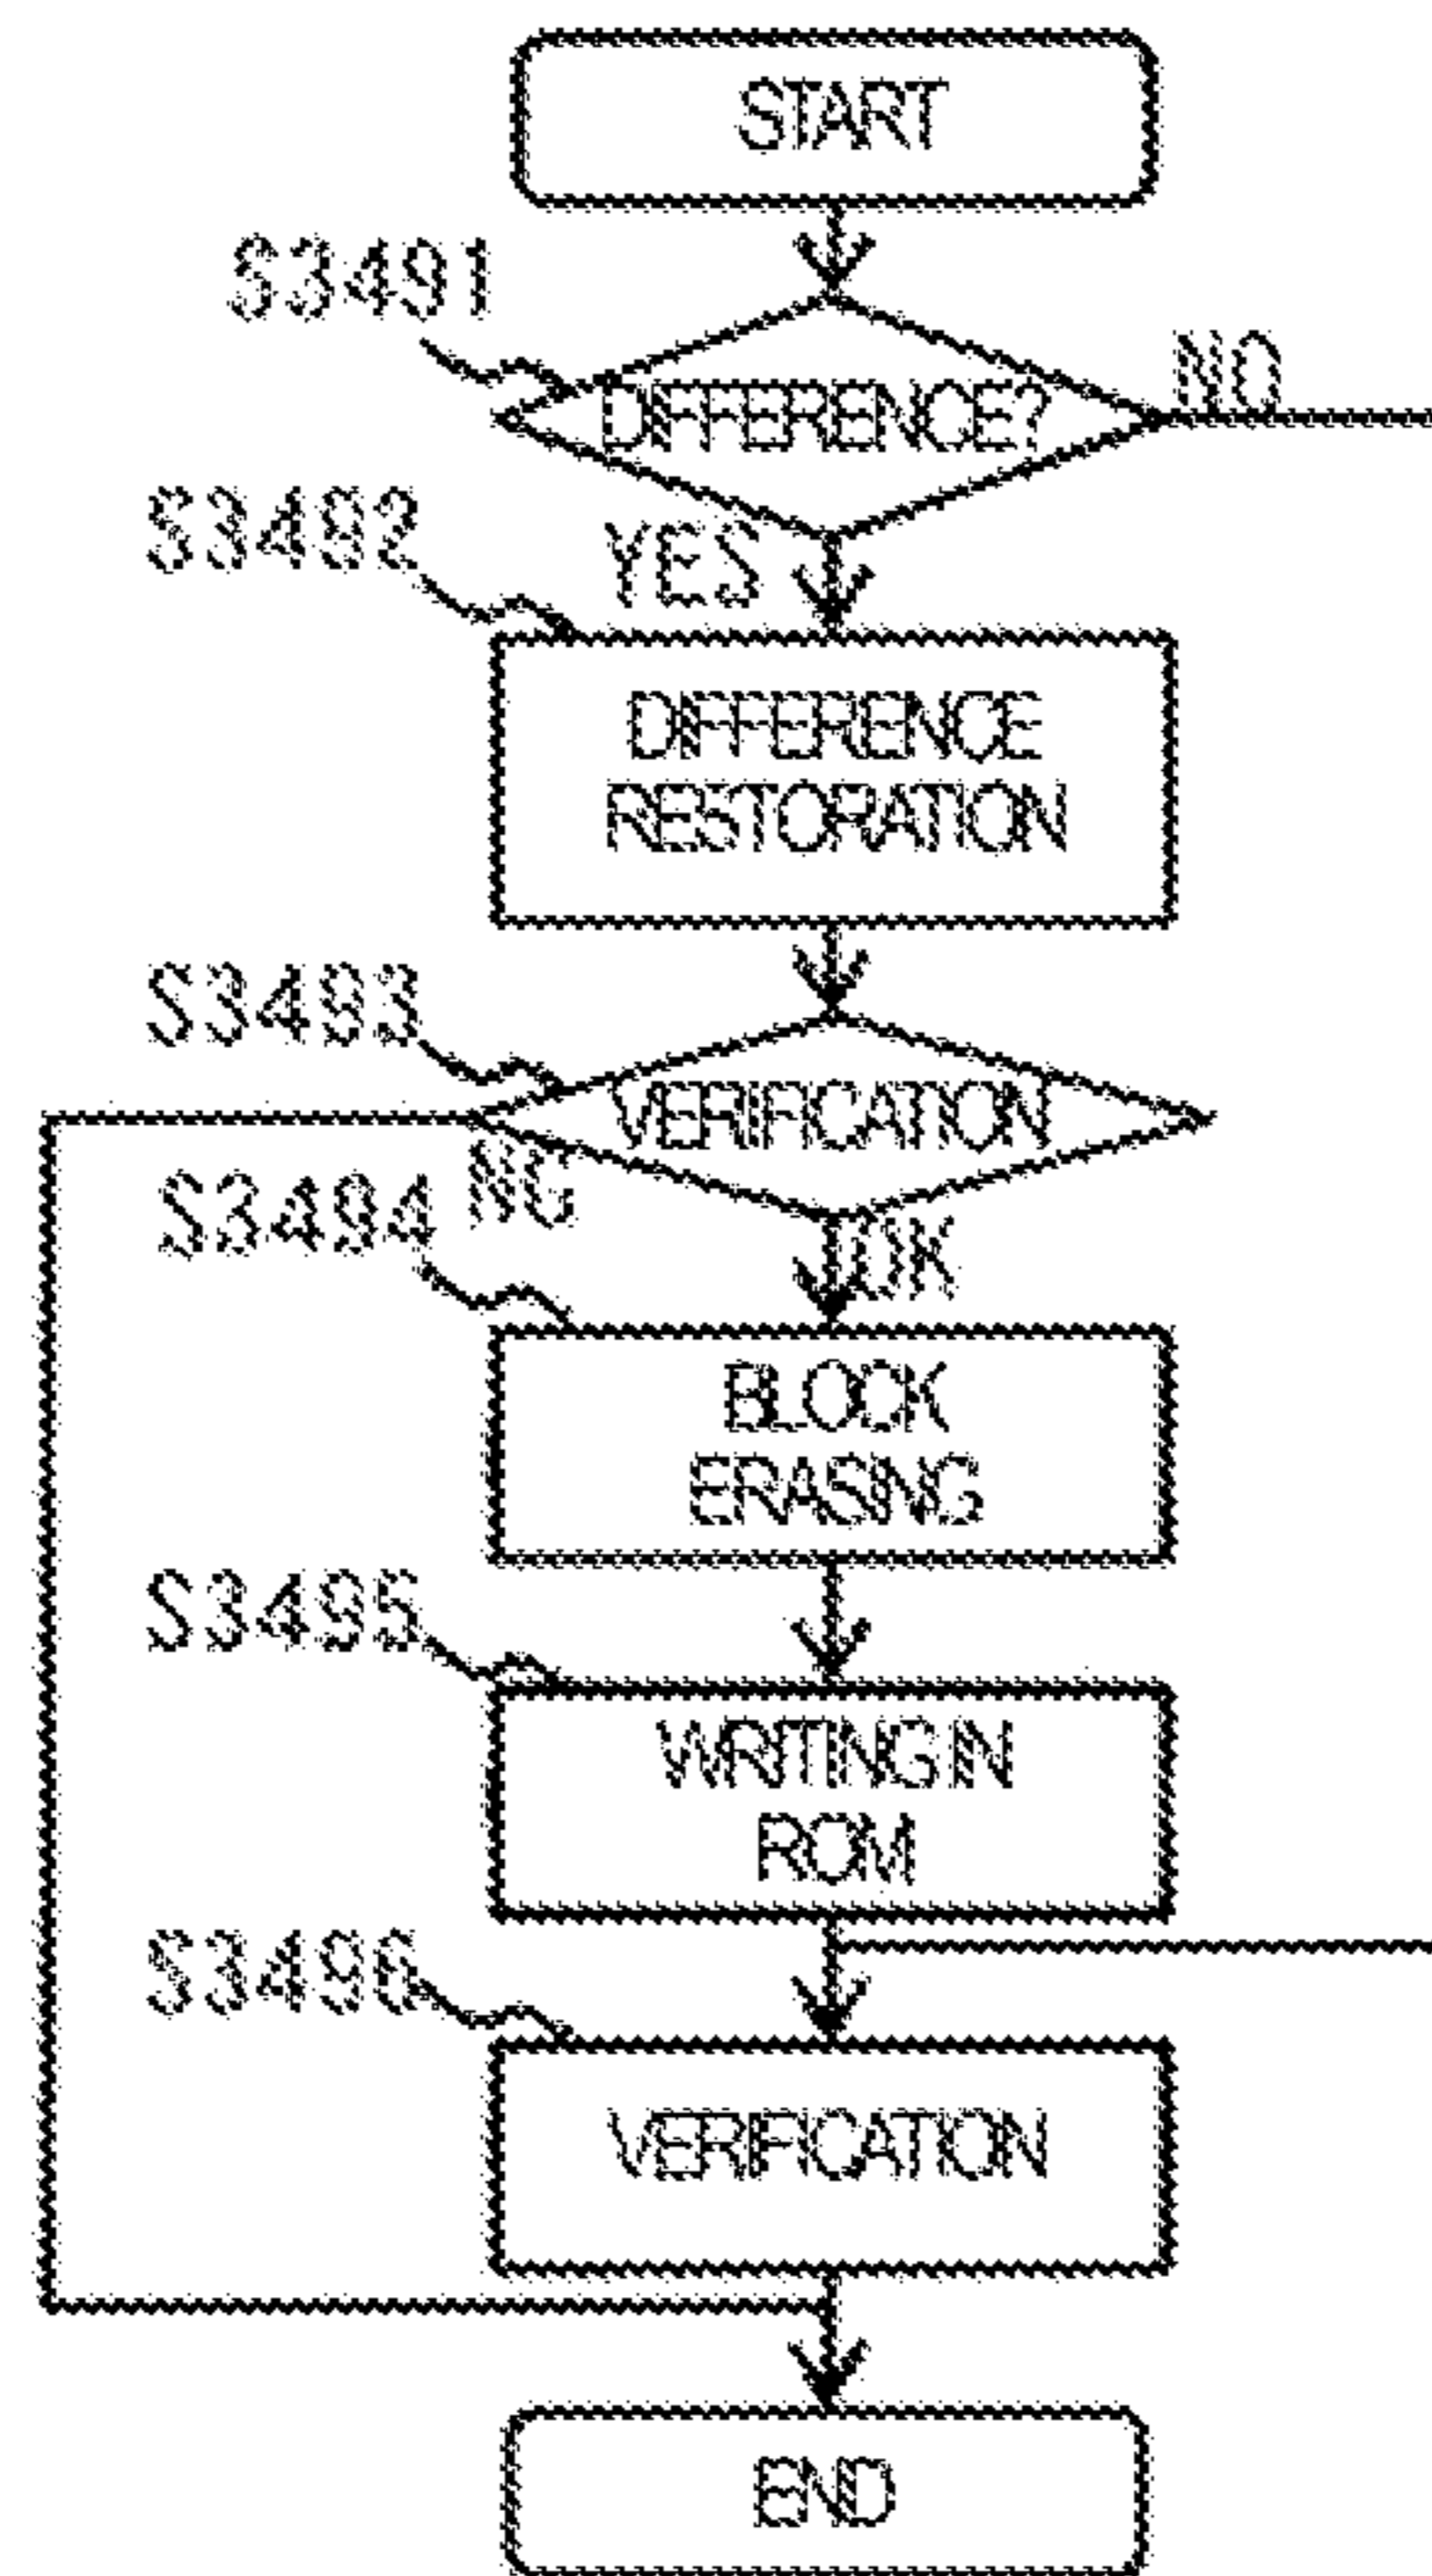 START
S3491
DIFFERENCE?
NO
S3492
YES
DIFFERENCE
RESTORATION
S3493
VERIFICATION
NG
S3494
OK
BLOCK
ERASING
S3495
WRITING IN
ROM
S3496
VERIFICATION
END